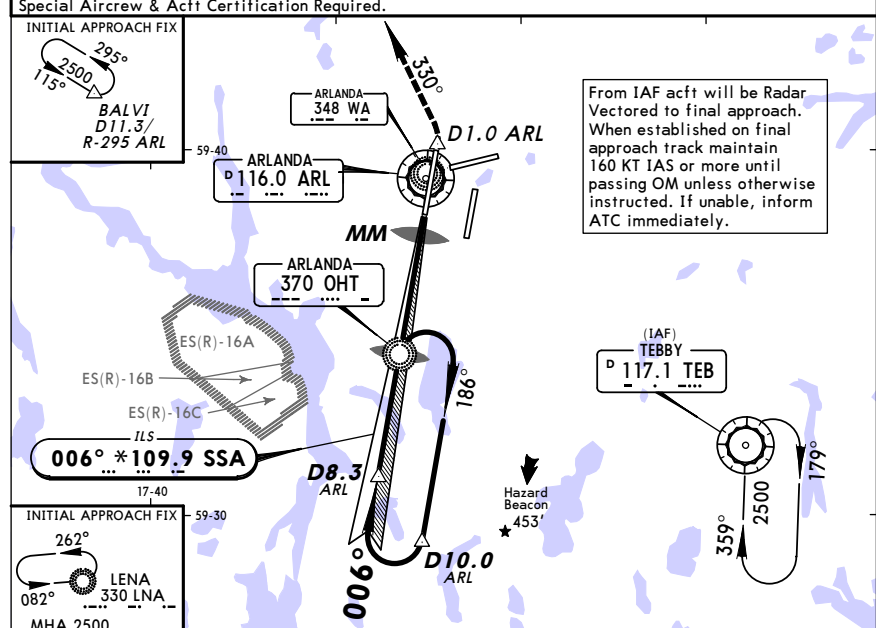 Special Aircrew & Acft Certification Required.
INITIAL APPROACH FIX
295°
2500
115°
BALVI
D11.3/
R-295 ARL
330°
ARLANDA
348 WA
D1.0 ARL
59-40
ARLANDA
D 116.0 ARL
From IAF acft will be Radar
Vectored to final approach.
When established on final
approach track maintain
160 KT IAS or more until
passing OM unless otherwise
instructed. If unable, inform
ATC immediately.
MM
ARLANDA
370 OHT
ES(R)-16A
ES(R)-16B
ES(R)-16C
186°
(IAF)
TEBBY
D 117.1 TEB
ILS
006° *109.9 SSA
D8.3
ARL
17-40
Hazard
Beacon
453'
179°
2500
359°
59-30
INITIAL APPROACH FIX
262°
082°
LENA
330 LNA
MHA 2500
D10.0
ARL
006°